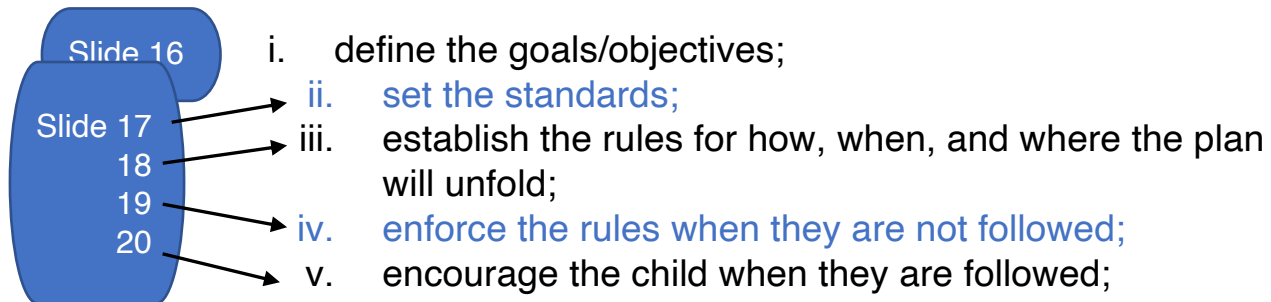 Slide 16 i. define the goals/objectives;
Slide 17 ii. set the standards;
18 iii. establish the rules for how, when, and where the plan
will unfold;
19 iv. enforce the rules when they are not followed;
20 v. encourage the child when they are followed;